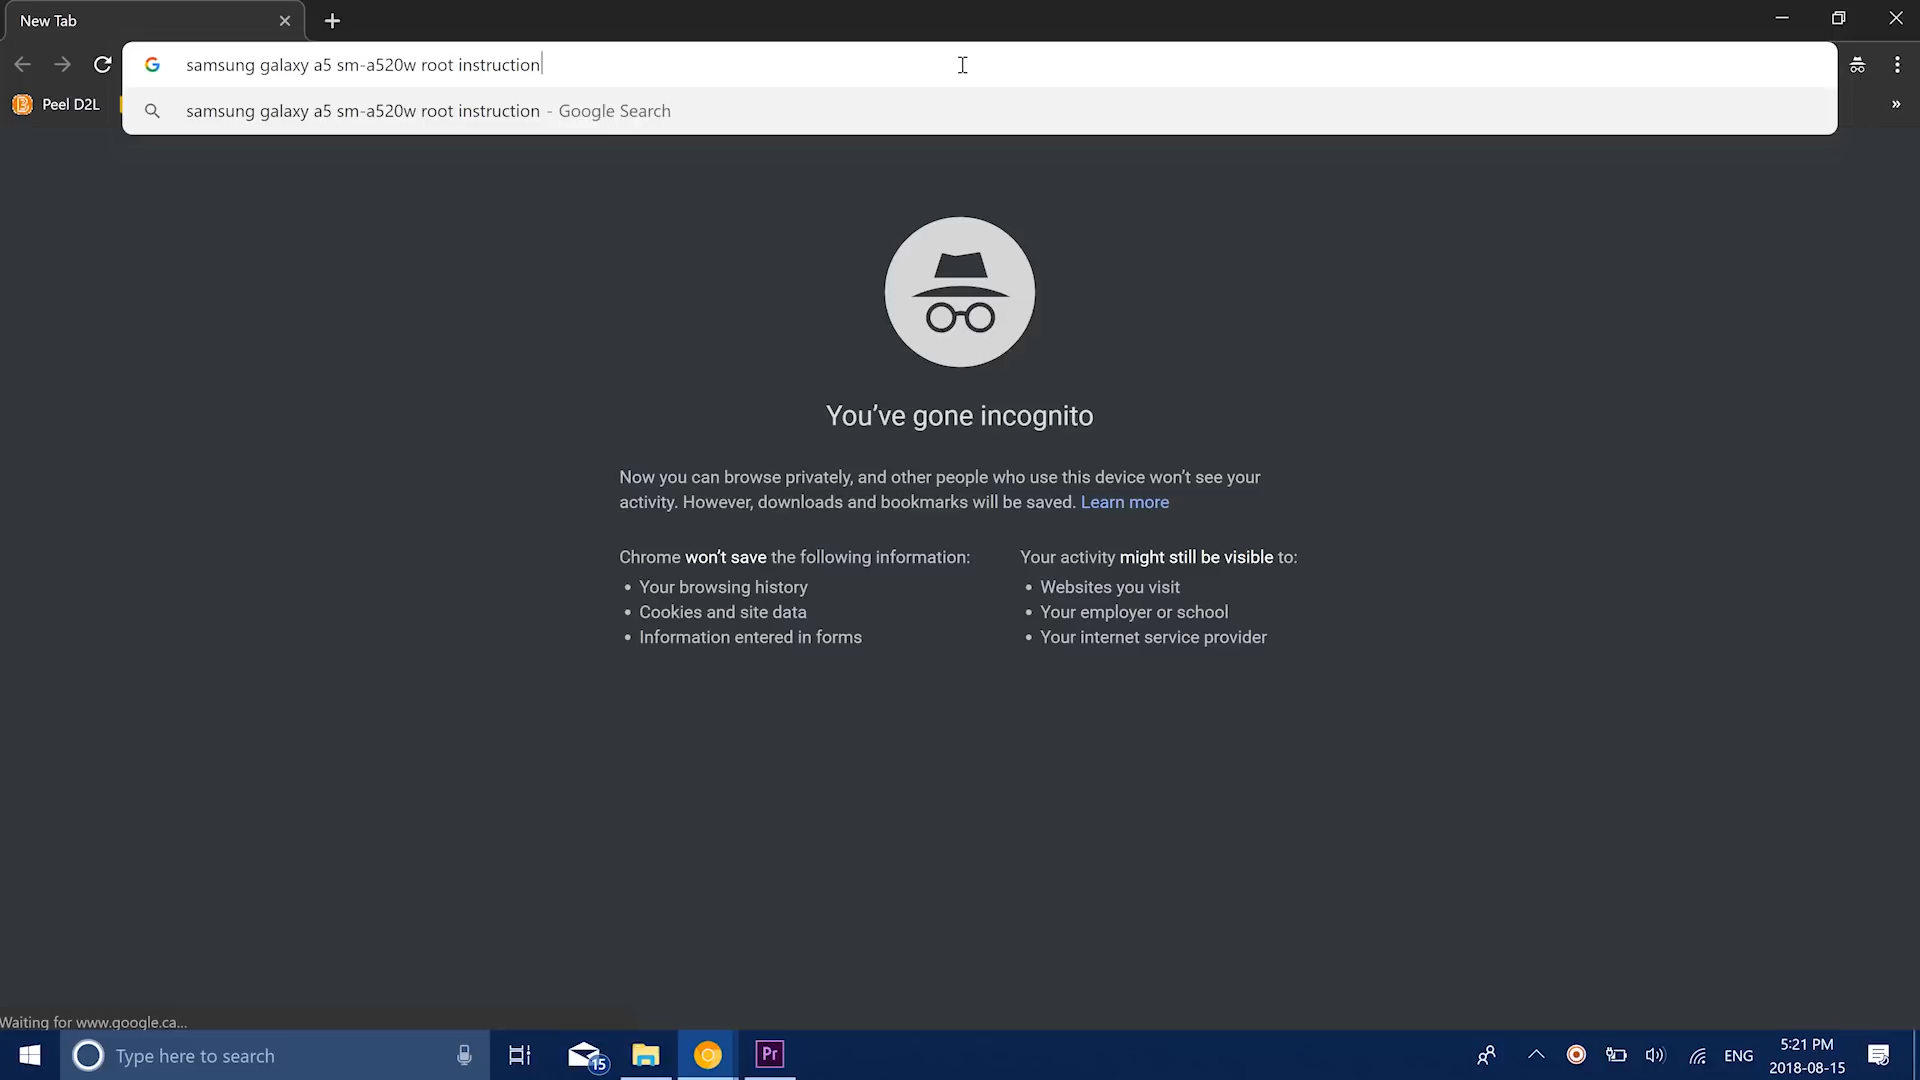 New Tab
samsung galaxy a5 sm-a520w root instruction
Peel D2L
»
samsung galaxy a5 sm-a520w root instruction - Google Search
You've gone incognito
Now you can browse privately, and other people who use this device won't see your
activity. However, downloads and bookmarks will be saved. Learn more
Chrome won't save the following information:
• Your browsing history
• Cookies and site data
• Information entered in forms
Your activity might still be visible to:
• Websites you visit
• Your employer or school
• Your internet service provider
Waiting for www.google.ca...
Type here to search
15
Pr
ENG
5:21 PM
2018-08-15